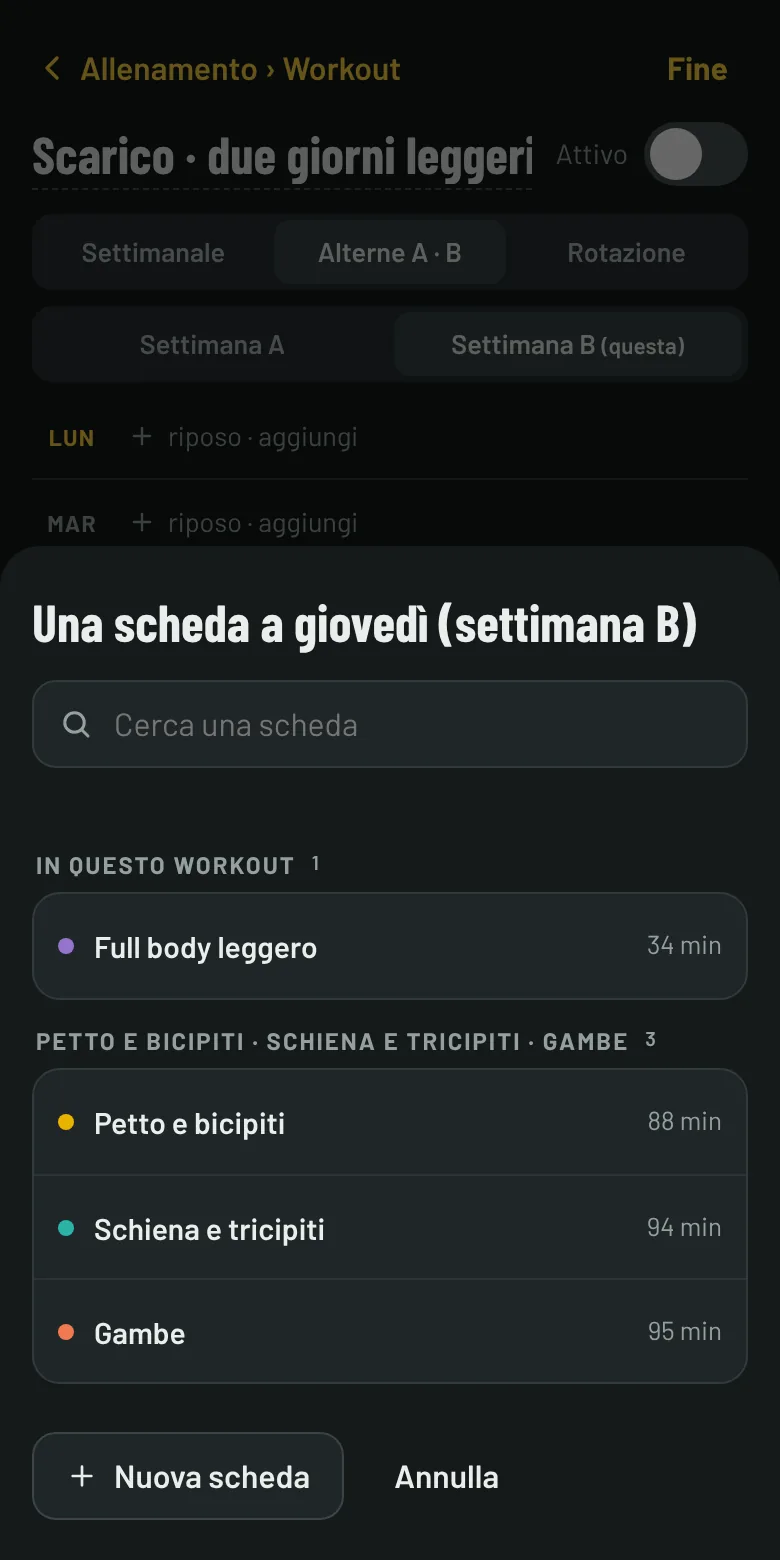 Allenamento › Workout
Fine
Scarico · due giorni leggeri
Attivo
Settimanale
Alterne A · B
Rotazione
Settimana A
Settimana B (questa)
LUN + riposo · aggiungi
MAR + riposo · aggiungi
Una scheda a giovedì (settimana B)
Cerca una scheda
IN QUESTO WORKOUT 1
Full body leggero 34 min
PETTO E BICIPITI · SCHIENA E TRICIPITI · GAMBE 3
Petto e bicipiti 88 min
Schiena e tricipiti 94 min
Gambe 95 min
+ Nuova scheda
Annulla